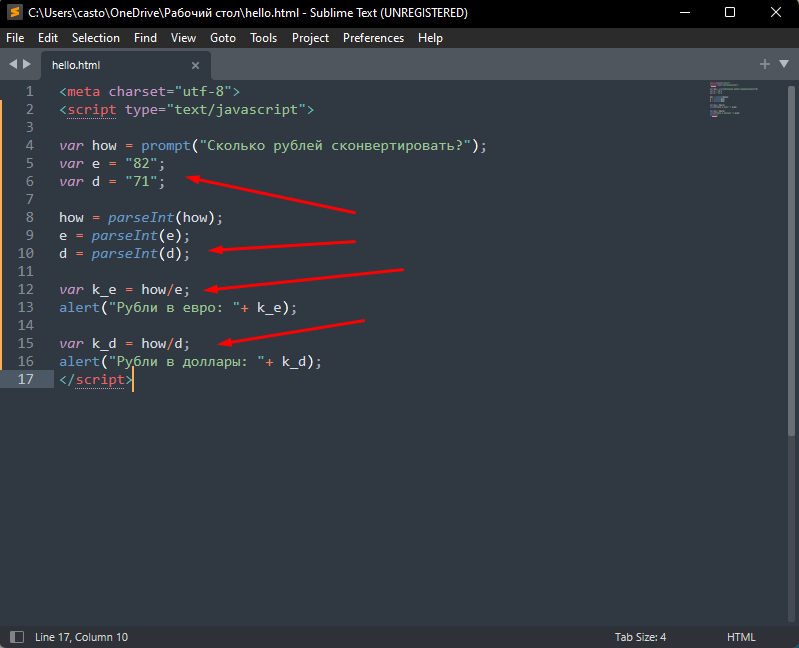 C:\Users\casto\OneDrive\Рабочий стол\hello.html - Sublime Text (UNREGISTERED)
File Edit Selection Find View Goto Tools Project Preferences Help
hello.html
1 <meta charset="utf-8">
2 <script type="text/javascript">
3
4 var how = prompt("Сколько рублей сконвертировать?");
5 var e = "82";
6 var d = "71";
7
8 how = parseInt(how);
9 e = parseInt(e);
10 d = parseInt(d);
11
12 var k_e = how/e;
13 alert("Рубли в евро: "+ k_e);
14
15 var k_d = how/d;
16 alert("Рубли в доллары: "+ k_d);
17 </script>
Line 17, Column 10 Tab Size: 4 HTML